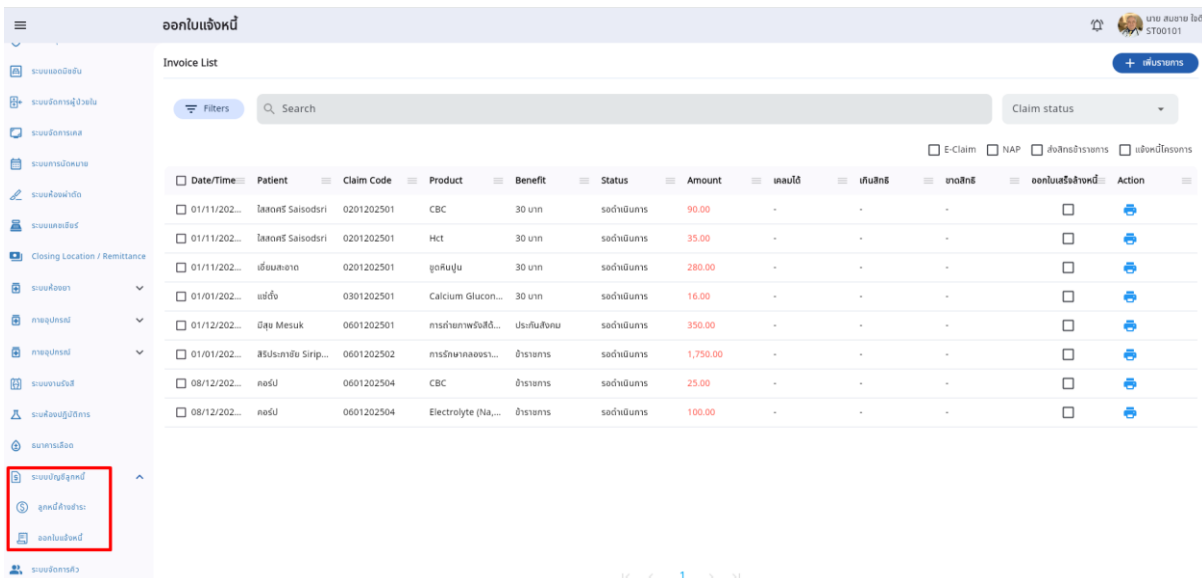 ออกใบแจ้งหนี้
นาย สมชาย ใจดี
ST00101
ระบบแอดมิชชัน
ระบบจัดการผู้ป่วยใน
ระบบจัดการเคส
ระบบการนัดหมาย
ระบบห้องผ่าตัด
ระบบแคชเชียร์
Closing Location / Remittance
ระบบห้องยา
กายอุปกรณ์
กายอุปกรณ์
ระบบงานรังสี
ระบห้องปฏิบัติการ
ธนาคารเลือด
ระบบบัญชีลูกหนี้
ลูกหนี้ค้างชำระ
ออกใบแจ้งหนี้
ระบบจัดการคิว
Invoice List
+ เพิ่มรายการ
Filters Search Claim status
E-Claim NAP ส่งสิทธข้าราชการ แจ้งหนี้โครงการ
Date/Time Patient Claim Code Product Benefit Status Amount เคลมได้ เกินสิทธิ ขาดสิทธิ ออกใบเสร็จล้างหนี้ Action
01/11/202... ใสสดศรี Saisodsri 0201202501 CBC 30 บาท รอดำเนินการ 90.00 - - -
01/11/202... ใสสดศรี Saisodsri 0201202501 Hct 30 บาท รอดำเนินการ 35.00 - - -
01/11/202... เอี่ยมสะอาด 0201202501 ขูดหินปูน 30 บาท รอดำเนินการ 280.00 - - -
01/01/202... แซ่ตั้ง 0301202501 Calcium Glucon... 30 บาท รอดำเนินการ 16.00 - - -
01/12/202... มีสุข Mesuk 0601202501 การถ่ายภาพรังสีด้... ประกันสังคม รอดำเนินการ 350.00 - - -
01/01/202... สิริประภาชัย Sirip... 0601202502 การรักษาคลองรา... ข้าราชการ รอดำเนินการ 1,750.00 - - -
08/12/202... คอร์ป 0601202504 CBC ข้าราชการ รอดำเนินการ 25.00 - - -
08/12/202... คอร์ป 0601202504 Electrolyte (Na,... ข้าราชการ รอดำเนินการ 100.00 - - -
1